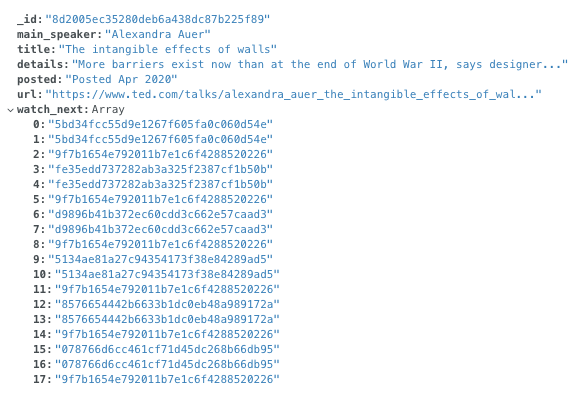 _id: "8d2005ec35280deb6a438dc87b225f89"
main_speaker: "Alexandra Auer"
title: "The intangible effects of walls"
details: "More barriers exist now than at the end of World War II, says designer..."
posted: "Posted Apr 2020"
url: "https://www.ted.com/talks/alexandra_auer_the_intangible_effects_of_wal..."
watch_next: Array
0: "5bd34fcc55d9e1267f605fa0c060d54e"
1: "5bd34fcc55d9e1267f605fa0c060d54e"
2: "9f7b1654e792011b7e1c6f4288520226"
3: "fe35edd737282ab3a325f2387cf1b50b"
4: "fe35edd737282ab3a325f2387cf1b50b"
5: "9f7b1654e792011b7e1c6f4288520226"
6: "d9896b41b372ec60cdd3c662e57caad3"
7: "d9896b41b372ec60cdd3c662e57caad3"
8: "9f7b1654e792011b7e1c6f4288520226"
9: "5134ae81a27c94354173f38e84289ad5"
10: "5134ae81a27c94354173f38e84289ad5"
11: "9f7b1654e792011b7e1c6f4288520226"
12: "8576654442b6633b1dc0eb48a989172a"
13: "8576654442b6633b1dc0eb48a989172a"
14: "9f7b1654e792011b7e1c6f4288520226"
15: "078766d6cc461cf71d45dc268b66db95"
16: "078766d6cc461cf71d45dc268b66db95"
17: "9f7b1654e792011b7e1c6f4288520226"